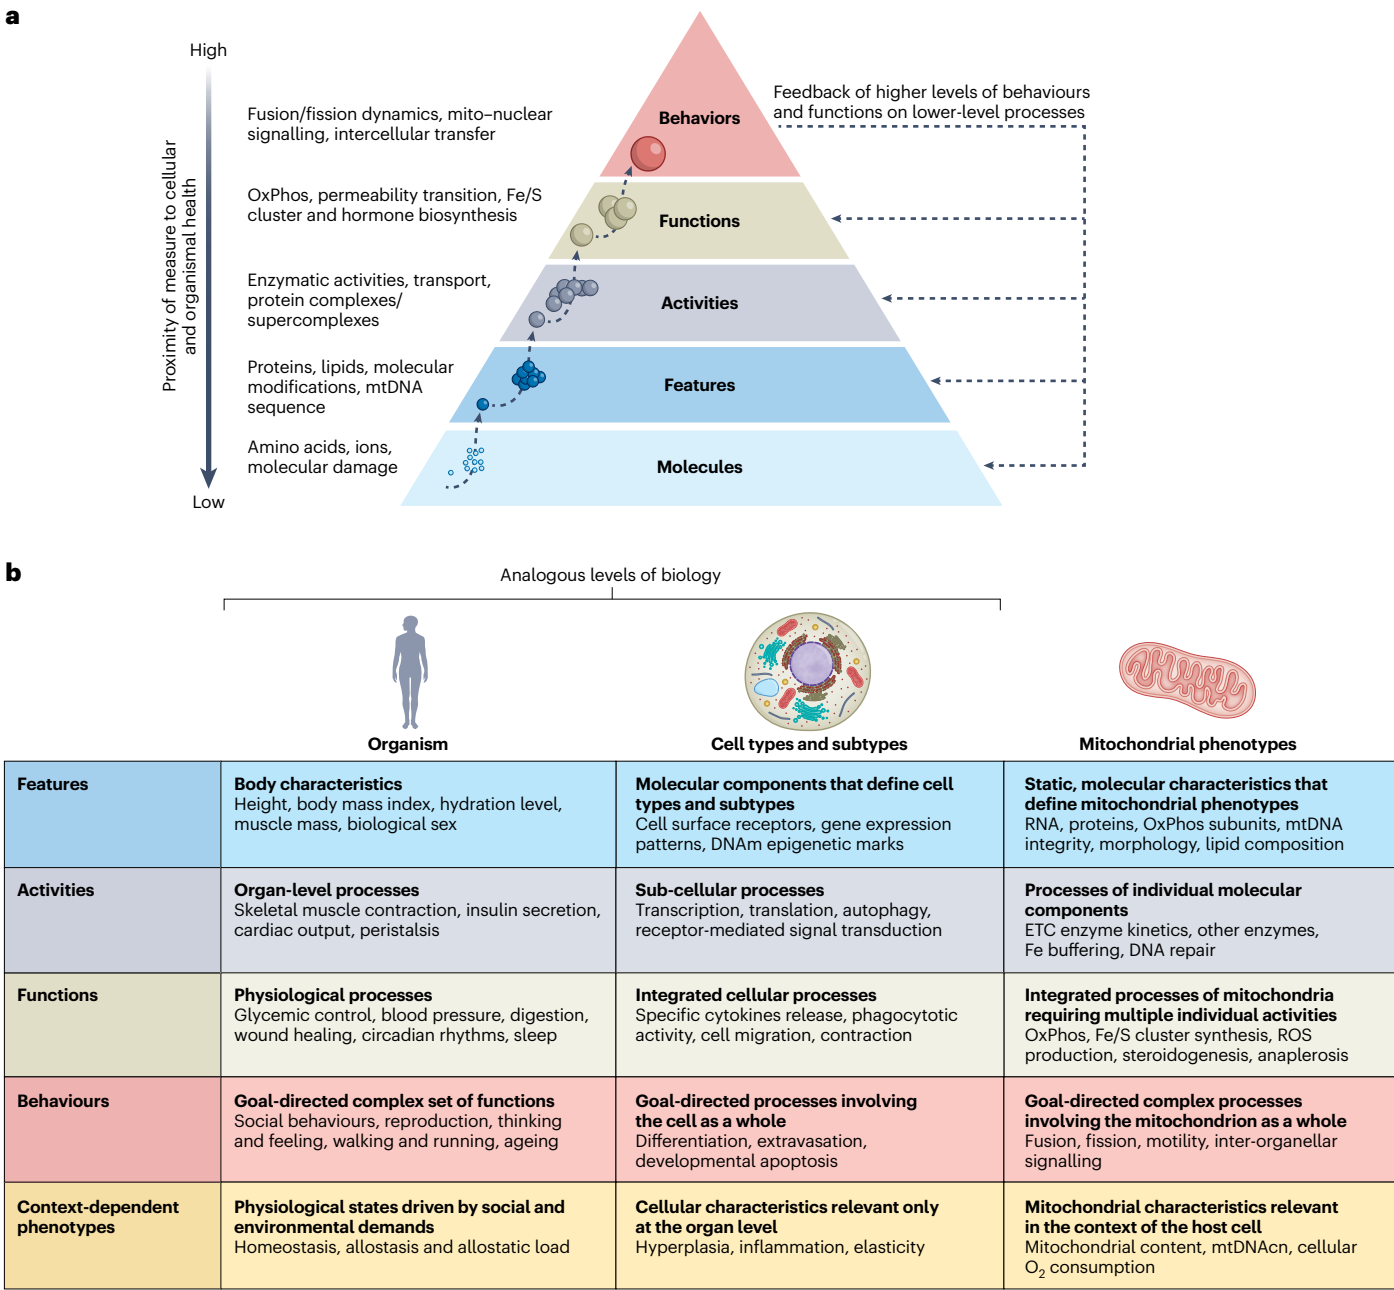 a
High
Proximity of measure to cellular
and organismal health
Low
Fusion/fission dynamics, mito–nuclear
signalling, intercellular transfer
OxPhos, permeability transition, Fe/S
cluster and hormone biosynthesis
Enzymatic activities, transport,
protein complexes/
supercomplexes
Proteins, lipids, molecular
modifications, mtDNA
sequence
Amino acids, ions,
molecular damage
Behaviors
Functions
Activities
Features
Molecules
Feedback of higher levels of behaviours
and functions on lower-level processes
b
Analogous levels of biology
Organism
Cell types and subtypes
Mitochondrial phenotypes
Features
Body characteristics
Height, body mass index, hydration level,
muscle mass, biological sex
Molecular components that define cell
types and subtypes
Cell surface receptors, gene expression
patterns, DNAm epigenetic marks
Static, molecular characteristics that
define mitochondrial phenotypes
RNA, proteins, OxPhos subunits, mtDNA
integrity, morphology, lipid composition
Activities
Organ-level processes
Skeletal muscle contraction, insulin secretion,
cardiac output, peristalsis
Sub-cellular processes
Transcription, translation, autophagy,
receptor-mediated signal transduction
Processes of individual molecular
components
ETC enzyme kinetics, other enzymes,
Fe buffering, DNA repair
Functions
Physiological processes
Glycemic control, blood pressure, digestion,
wound healing, circadian rhythms, sleep
Integrated cellular processes
Specific cytokines release, phagocytotic
activity, cell migration, contraction
Integrated processes of mitochondria
requiring multiple individual activities
OxPhos, Fe/S cluster synthesis, ROS
production, steroidogenesis, anaplerosis
Behaviours
Goal-directed complex set of functions
Social behaviours, reproduction, thinking
and feeling, walking and running, ageing
Goal-directed processes involving
the cell as a whole
Differentiation, extravasation,
developmental apoptosis
Goal-directed complex processes
involving the mitochondrion as a whole
Fusion, fission, motility, inter-organellar
signalling
Context-dependent
phenotypes
Physiological states driven by social and
environmental demands
Homeostasis, allostasis and allostatic load
Cellular characteristics relevant only
at the organ level
Hyperplasia, inflammation, elasticity
Mitochondrial characteristics relevant
in the context of the host cell
Mitochondrial content, mtDNAcn, cellular
O₂ consumption